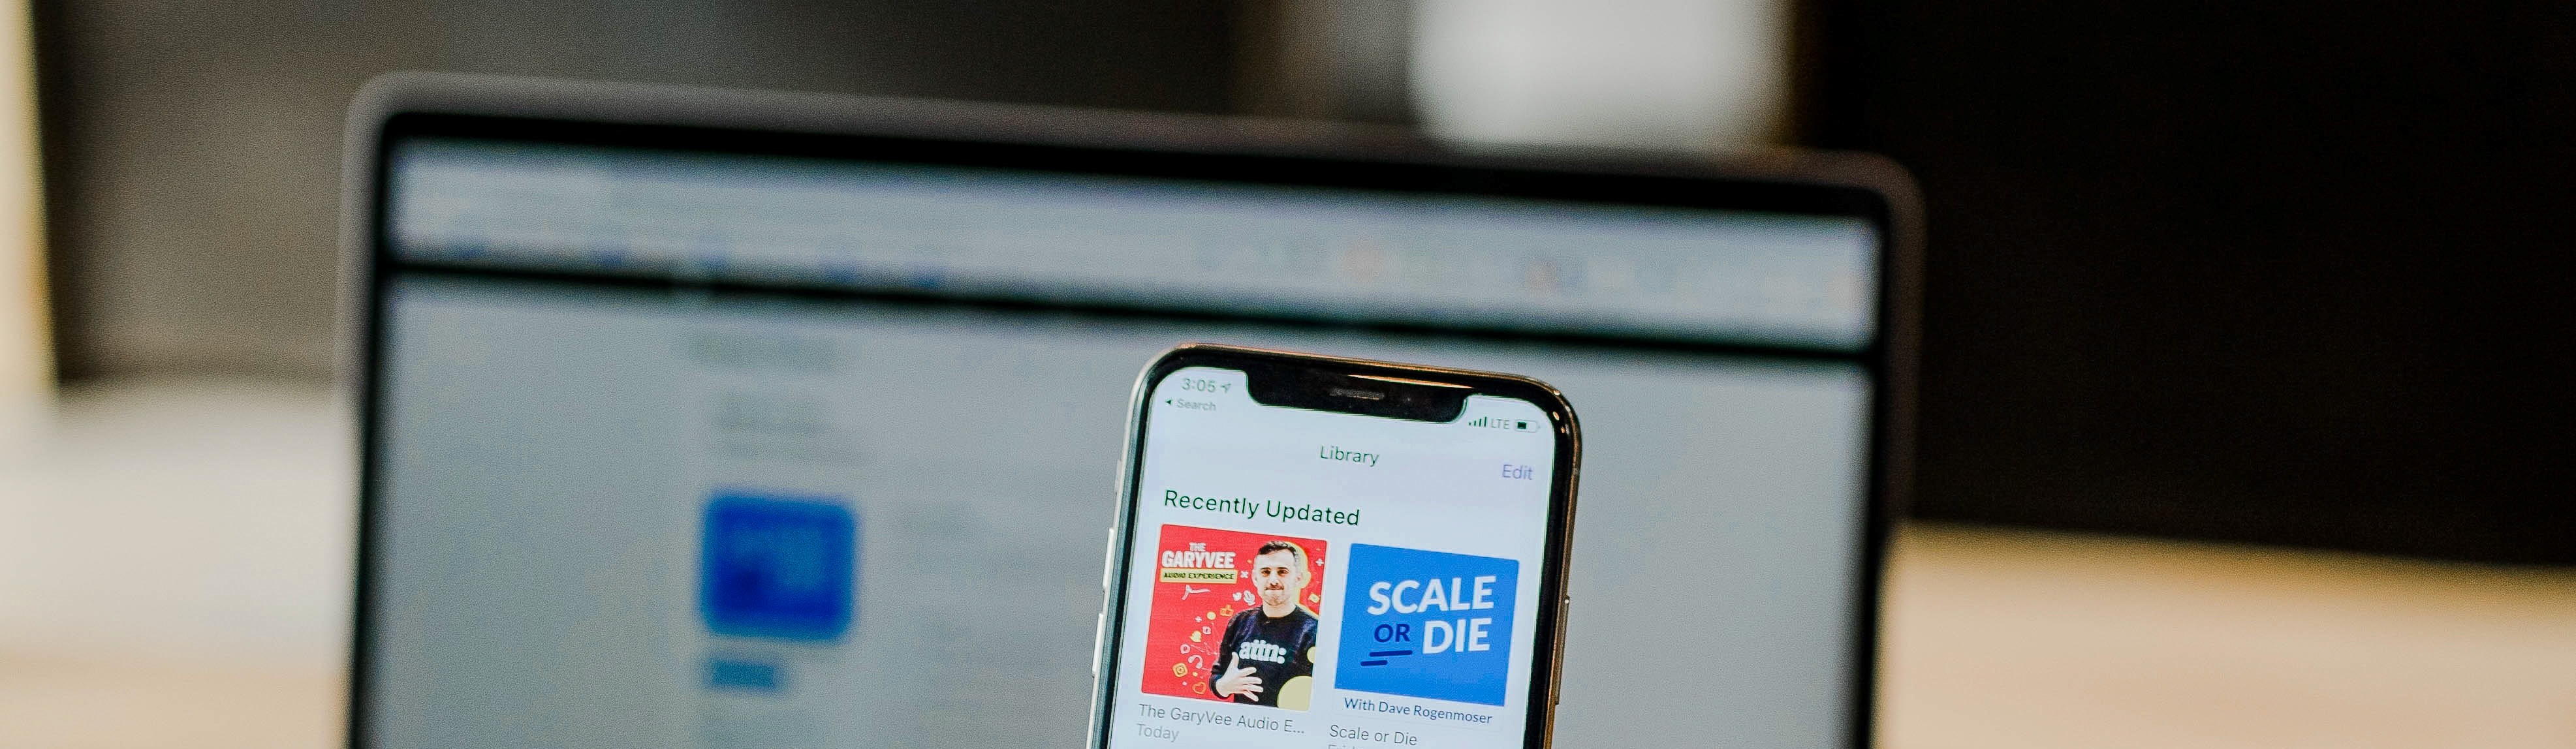 3:05
Search
LTE
Library
Edit
Recently Updated
THE
GARYVEE
AUDIO EXPERIENCE
attn:
SCALE
OR DIE
With Dave Rogenmoser
The GaryVee Audio E...
Today
Scale or Die